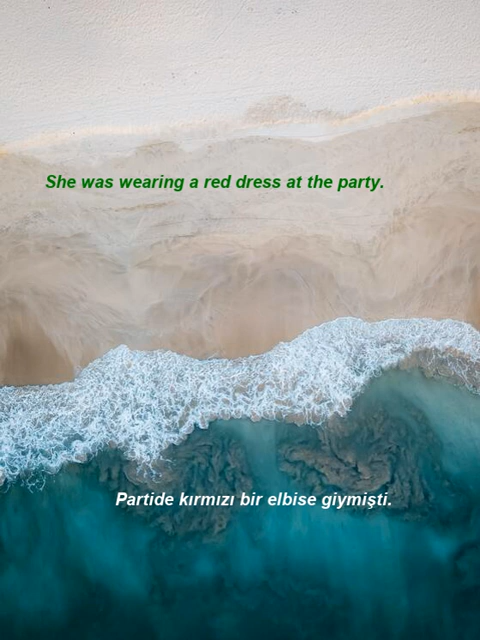 She was wearing a red dress at the party.
Partide kırmızı bir elbise giymişti.